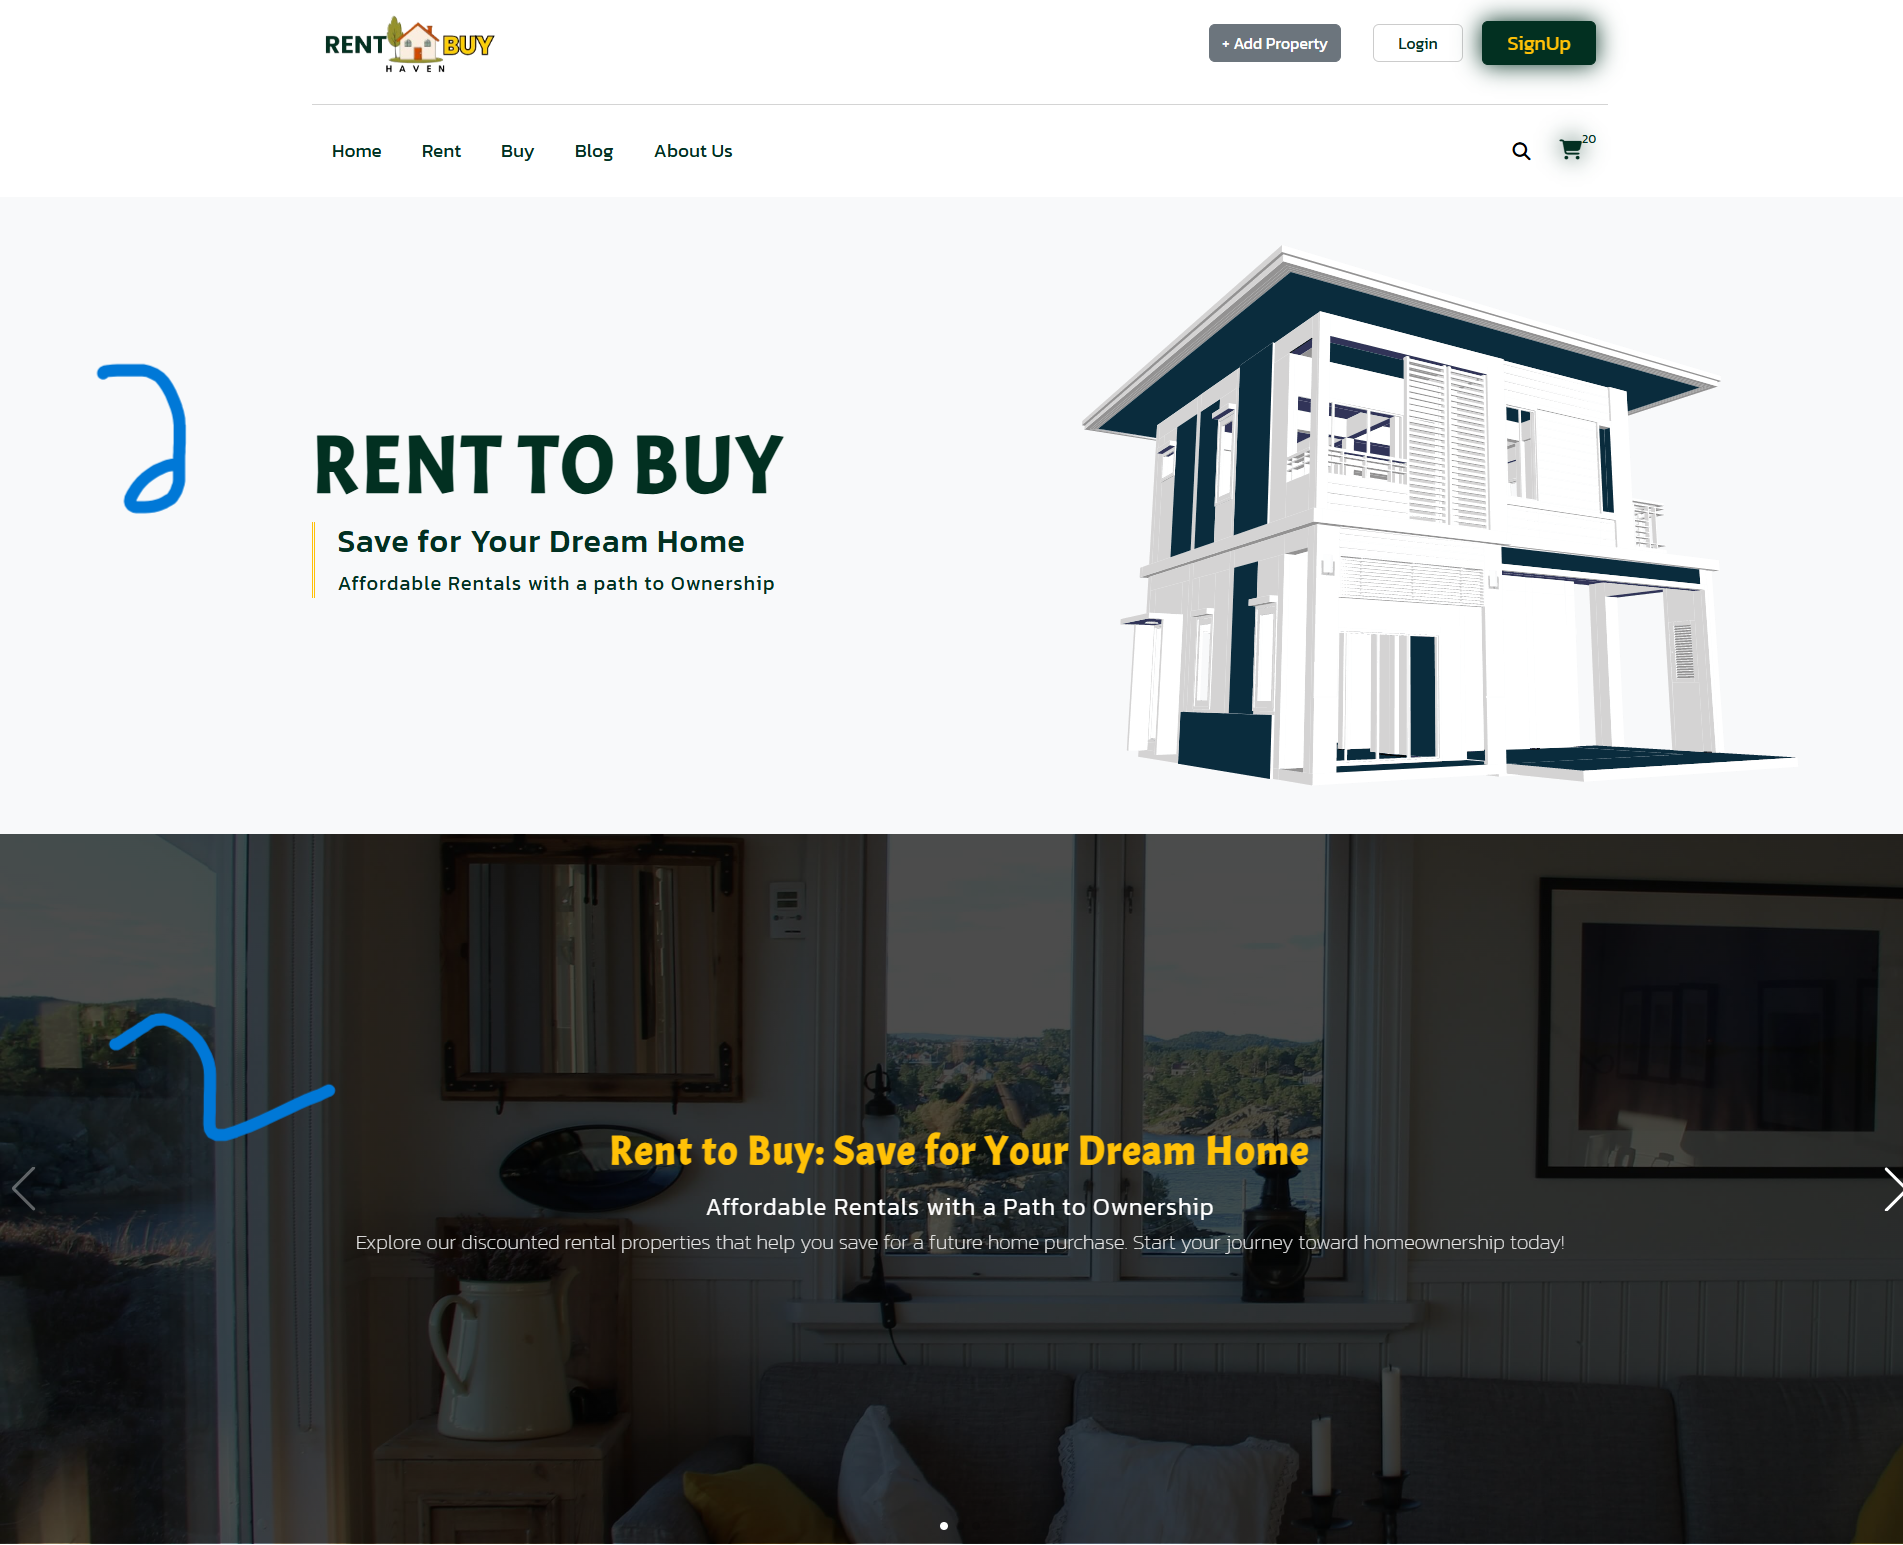 RENT BUY
HAVEN
+ Add Property
Login
SignUp
Home
Rent
Buy
Blog
About Us
20
RENT TO BUY
Save for Your Dream Home
Affordable Rentals with a path to Ownership
2
2
Rent to Buy: Save for Your Dream Home
Affordable Rentals with a Path to Ownership
Explore our discounted rental properties that help you save for a future home purchase. Start your journey toward homeownership today!